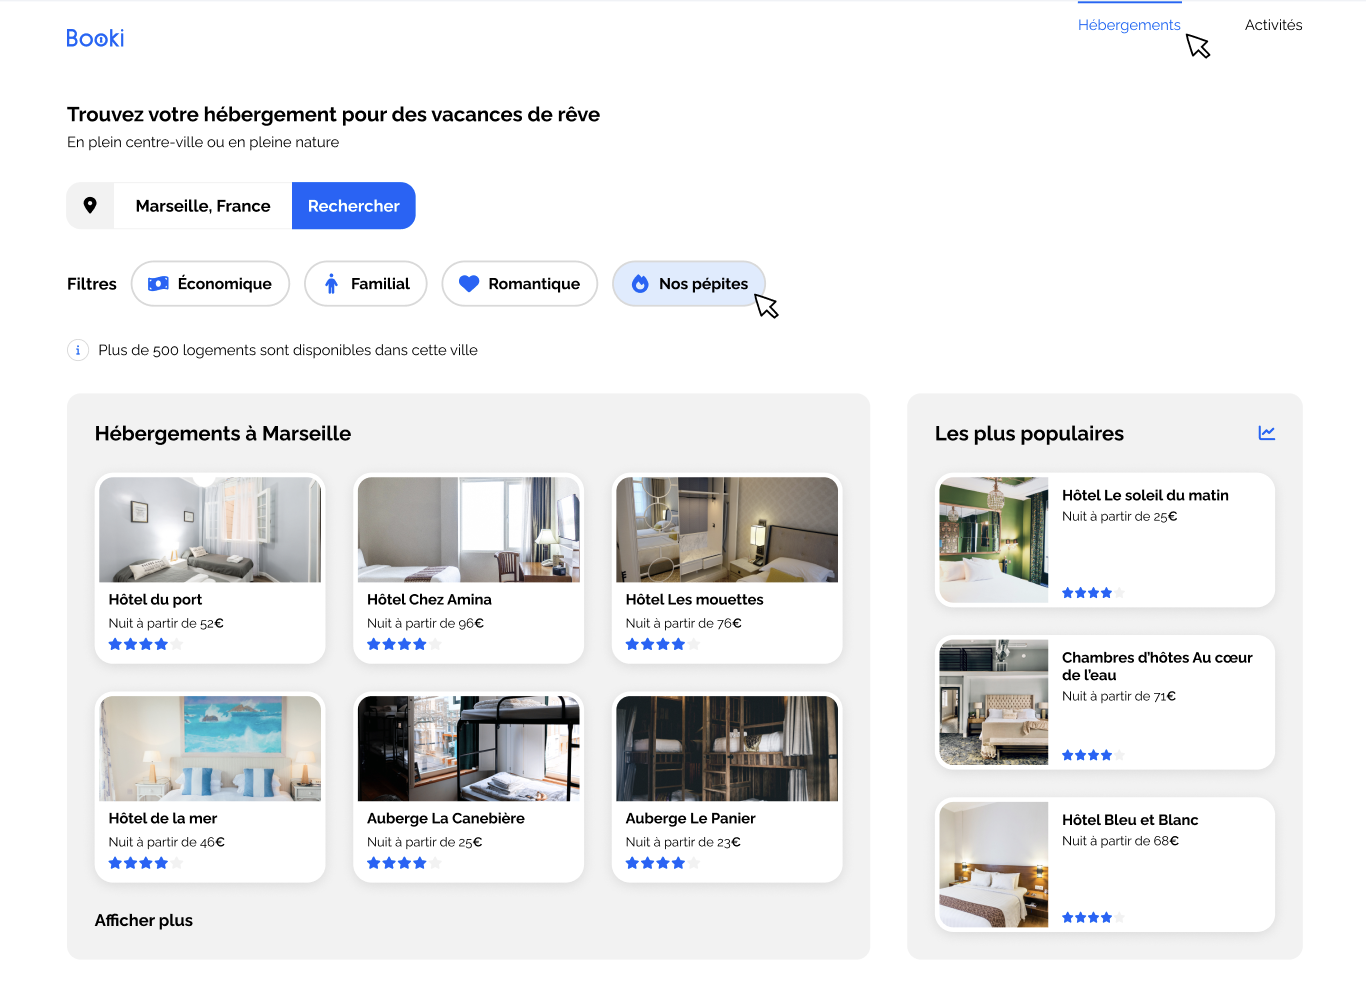 Booki
Hébergements
Activités
Trouvez votre hébergement pour des vacances de rêve
En plein centre-ville ou en pleine nature
Marseille, France
Rechercher
Filtres
Économique
Familial
Romantique
Nos pépites
Plus de 500 logements sont disponibles dans cette ville
Hébergements à Marseille
Hôtel du port
Nuit à partir de 52€
Hôtel Chez Amina
Nuit à partir de 96€
Hôtel Les mouettes
Nuit à partir de 76€
Hôtel de la mer
Nuit à partir de 46€
Auberge La Canebière
Nuit à partir de 25€
Auberge Le Panier
Nuit à partir de 23€
Afficher plus
Les plus populaires
Hôtel Le soleil du matin
Nuit à partir de 25€
Chambres d’hôtes Au cœur
de l’eau
Nuit à partir de 71€
Hôtel Bleu et Blanc
Nuit à partir de 68€